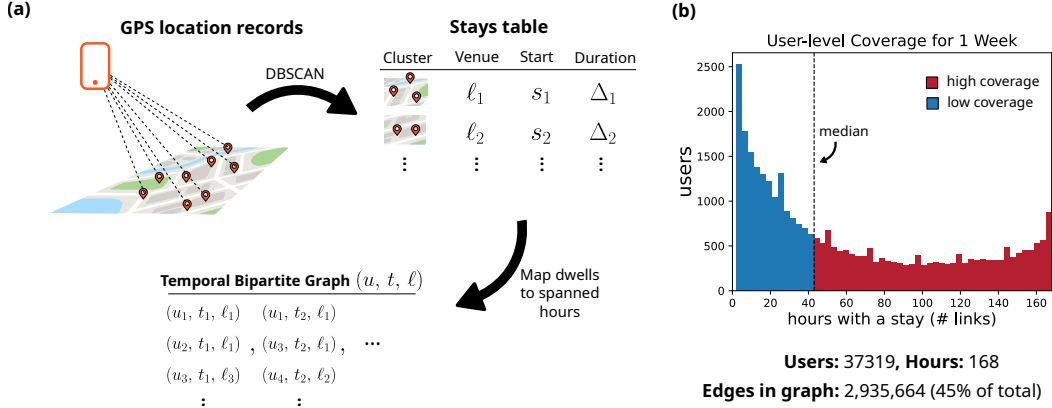 (a)
GPS location records
DBSCAN
Stays table
Cluster Venue Start Duration
ℓ₁ s₁ Δ₁
ℓ₂ s₂ Δ₂
⋮ ⋮ ⋮ ⋮
Map dwells
to spanned
hours
Temporal Bipartite Graph (u, t, ℓ)
(u₁, t₁, ℓ₁) (u₁, t₂, ℓ₁)
(u₂, t₁, ℓ₁) , (u₃, t₂, ℓ₁), ...
(u₃, t₁, ℓ₃) (u₄, t₂, ℓ₂)
⋮ ⋮
(b)
User-level Coverage for 1 Week
2500
2000
1500
1000
500
0
users
high coverage
low coverage
median
0 20 40 60 80 100 120 140 160
hours with a stay (# links)
Users: 37319, Hours: 168
Edges in graph: 2,935,664 (45% of total)